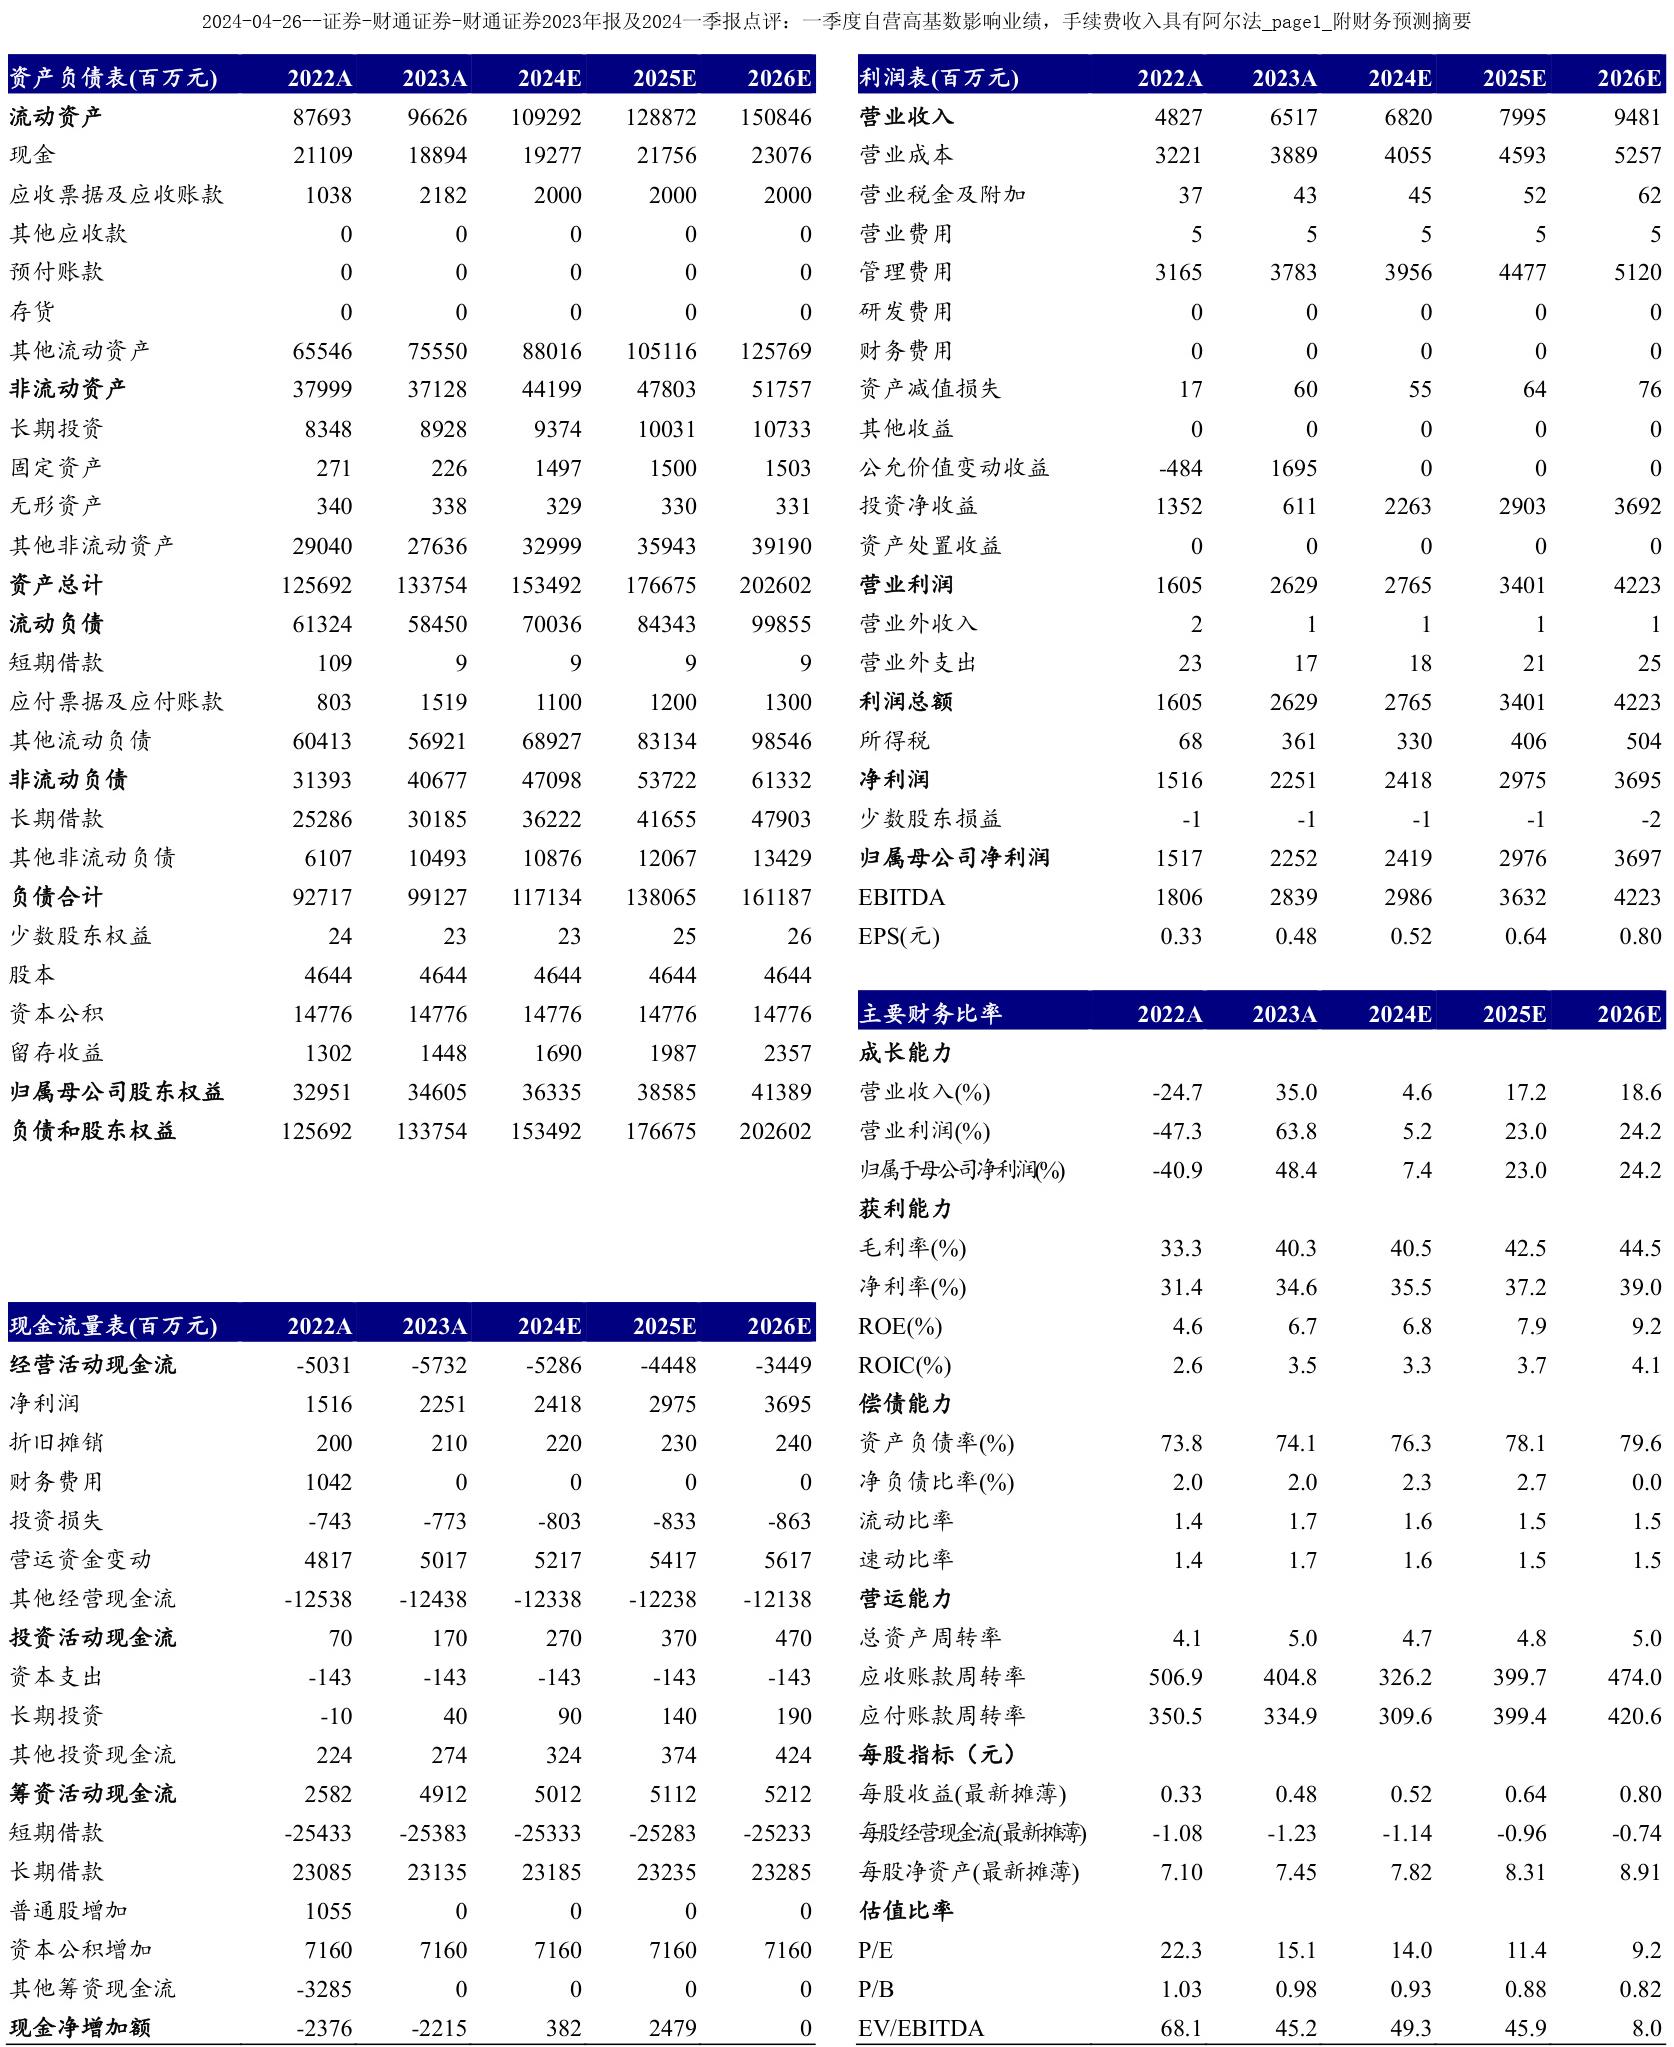 2024-04-26--证券-财通证券-财通证券2023年报及2024一季报点评：一季度自营高基数影响业绩，手续费收入具有阿尔法_page1_附财务预测摘要
资产负债表(百万元) 2022A 2023A 2024E 2025E 2026E
流动资产 87693 96626 109292 128872 150846
现金 21109 18894 19277 21756 23076
应收票据及应收账款 1038 2182 2000 2000 2000
其他应收款 0 0 0 0 0
预付账款 0 0 0 0 0
存货 0 0 0 0 0
其他流动资产 65546 75550 88016 105116 125769
非流动资产 37999 37128 44199 47803 51757
长期投资 8348 8928 9374 10031 10733
固定资产 271 226 1497 1500 1503
无形资产 340 338 329 330 331
其他非流动资产 29040 27636 32999 35943 39190
资产总计 125692 133754 153492 176675 202602
流动负债 61324 58450 70036 84343 99855
短期借款 109 9 9 9 9
应付票据及应付账款 803 1519 1100 1200 1300
其他流动负债 60413 56921 68927 83134 98546
非流动负债 31393 40677 47098 53722 61332
长期借款 25286 30185 36222 41655 47903
其他非流动负债 6107 10493 10876 12067 13429
负债合计 92717 99127 117134 138065 161187
少数股东权益 24 23 23 25 26
股本 4644 4644 4644 4644 4644
资本公积 14776 14776 14776 14776 14776
留存收益 1302 1448 1690 1987 2357
归属母公司股东权益 32951 34605 36335 38585 41389
负债和股东权益 125692 133754 153492 176675 202602
现金流量表(百万元) 2022A 2023A 2024E 2025E 2026E
经营活动现金流 -5031 -5732 -5286 -4448 -3449
净利润 1516 2251 2418 2975 3695
折旧摊销 200 210 220 230 240
财务费用 1042 0 0 0 0
投资损失 -743 -773 -803 -833 -863
营运资金变动 4817 5017 5217 5417 5617
其他经营现金流 -12538 -12438 -12338 -12238 -12138
投资活动现金流 70 170 270 370 470
资本支出 -143 -143 -143 -143 -143
长期投资 -10 40 90 140 190
其他投资现金流 224 274 324 374 424
筹资活动现金流 2582 4912 5012 5112 5212
短期借款 -25433 -25383 -25333 -25283 -25233
长期借款 23085 23135 23185 23235 23285
普通股增加 1055 0 0 0 0
资本公积增加 7160 7160 7160 7160 7160
其他筹资现金流 -3285 0 0 0 0
现金净增加额 -2376 -2215 382 2479 0
利润表(百万元) 2022A 2023A 2024E 2025E 2026E
营业收入 4827 6517 6820 7995 9481
营业成本 3221 3889 4055 4593 5257
营业税金及附加 37 43 45 52 62
营业费用 5 5 5 5 5
管理费用 3165 3783 3956 4477 5120
研发费用 0 0 0 0 0
财务费用 0 0 0 0 0
资产减值损失 17 60 55 64 76
其他收益 0 0 0 0 0
公允价值变动收益 -484 1695 0 0 0
投资净收益 1352 611 2263 2903 3692
资产处置收益 0 0 0 0 0
营业利润 1605 2629 2765 3401 4223
营业外收入 2 1 1 1 1
营业外支出 23 17 18 21 25
利润总额 1605 2629 2765 3401 4223
所得税 68 361 330 406 504
净利润 1516 2251 2418 2975 3695
少数股东损益 -1 -1 -1 -1 -2
归属母公司净利润 1517 2252 2419 2976 3697
EBITDA 1806 2839 2986 3632 4223
EPS(元) 0.33 0.48 0.52 0.64 0.80
主要财务比率 2022A 2023A 2024E 2025E 2026E
成长能力
营业收入(%) -24.7 35.0 4.6 17.2 18.6
营业利润(%) -47.3 63.8 5.2 23.0 24.2
归属于母公司净利润(%) -40.9 48.4 7.4 23.0 24.2
获利能力
毛利率(%) 33.3 40.3 40.5 42.5 44.5
净利率(%) 31.4 34.6 35.5 37.2 39.0
ROE(%) 4.6 6.7 6.8 7.9 9.2
ROIC(%) 2.6 3.5 3.3 3.7 4.1
偿债能力
资产负债率(%) 73.8 74.1 76.3 78.1 79.6
净负债比率(%) 2.0 2.0 2.3 2.7 0.0
流动比率 1.4 1.7 1.6 1.5 1.5
速动比率 1.4 1.7 1.6 1.5 1.5
营运能力
总资产周转率 4.1 5.0 4.7 4.8 5.0
应收账款周转率 506.9 404.8 326.2 399.7 474.0
应付账款周转率 350.5 334.9 309.6 399.4 420.6
每股指标（元）
每股收益(最新摊薄) 0.33 0.48 0.52 0.64 0.80
每股经营现金流(最新摊薄) -1.08 -1.23 -1.14 -0.96 -0.74
每股净资产(最新摊薄) 7.10 7.45 7.82 8.31 8.91
估值比率
P/E 22.3 15.1 14.0 11.4 9.2
P/B 1.03 0.98 0.93 0.88 0.82
EV/EBITDA 68.1 45.2 49.3 45.9 8.0